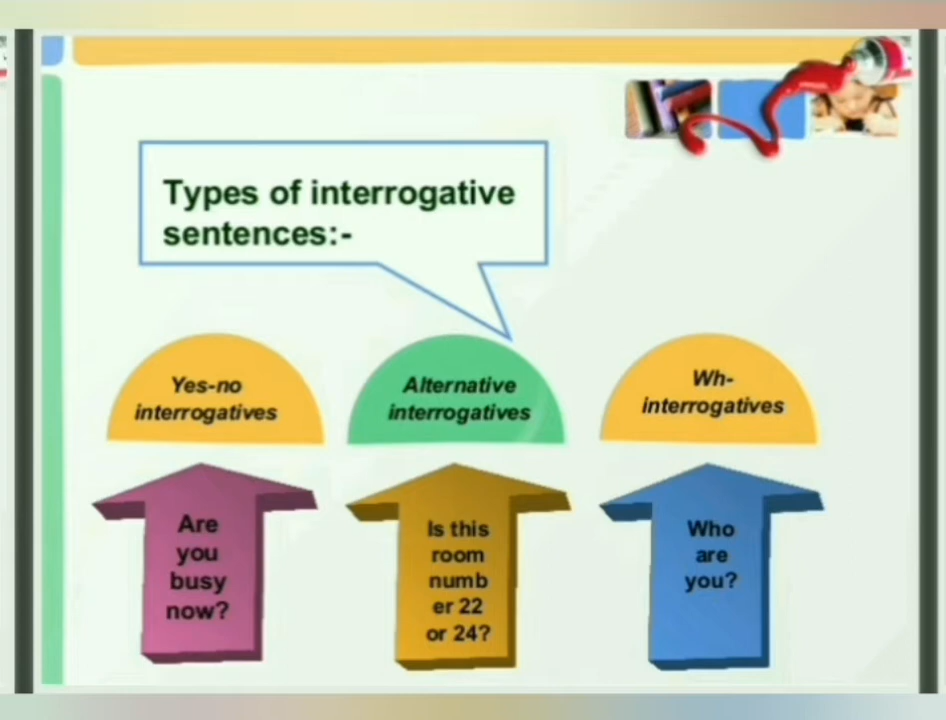 Types of interrogative
sentences:-
Yes-no
interrogatives
Alternative
interrogatives
Wh-
interrogatives
Are
you
busy
now?
Is this
room
numb
er 22
or 24?
Who
are
you?